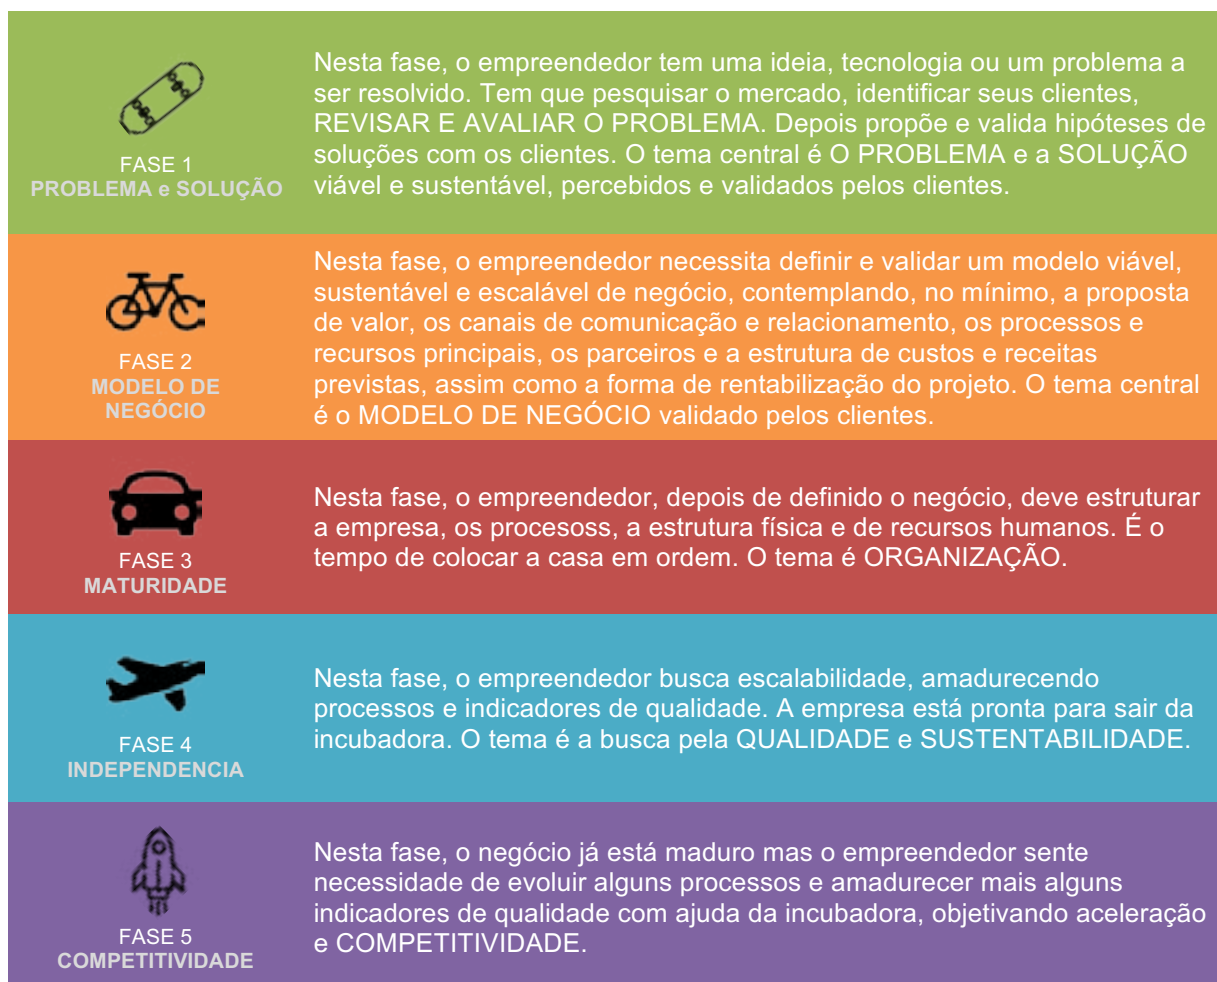 FASE 1
PROBLEMA e SOLUÇÃO
Nesta fase, o empreendedor tem uma ideia, tecnologia ou um problema a
ser resolvido. Tem que pesquisar o mercado, identificar seus clientes,
REVISAR E AVALIAR O PROBLEMA. Depois propõe e valida hipóteses de
soluções com os clientes. O tema central é O PROBLEMA e a SOLUÇÃO
viável e sustentável, percebidos e validados pelos clientes.
FASE 2
MODELO DE
NEGÓCIO
Nesta fase, o empreendedor necessita definir e validar um modelo viável,
sustentável e escalável de negócio, contemplando, no mínimo, a proposta
de valor, os canais de comunicação e relacionamento, os processos e
recursos principais, os parceiros e a estrutura de custos e receitas
previstas, assim como a forma de rentabilização do projeto. O tema central
é o MODELO DE NEGÓCIO validado pelos clientes.
FASE 3
MATURIDADE
Nesta fase, o empreendedor, depois de definido o negócio, deve estruturar
a empresa, os procesoss, a estrutura física e de recursos humanos. É o
tempo de colocar a casa em ordem. O tema é ORGANIZAÇÃO.
FASE 4
INDEPENDENCIA
Nesta fase, o empreendedor busca escalabilidade, amadurecendo
processos e indicadores de qualidade. A empresa está pronta para sair da
incubadora. O tema é a busca pela QUALIDADE e SUSTENTABILIDADE.
FASE 5
COMPETITIVIDADE
Nesta fase, o negócio já está maduro mas o empreendedor sente
necessidade de evoluir alguns processos e amadurecer mais alguns
indicadores de qualidade com ajuda da incubadora, objetivando aceleração
e COMPETITIVIDADE.